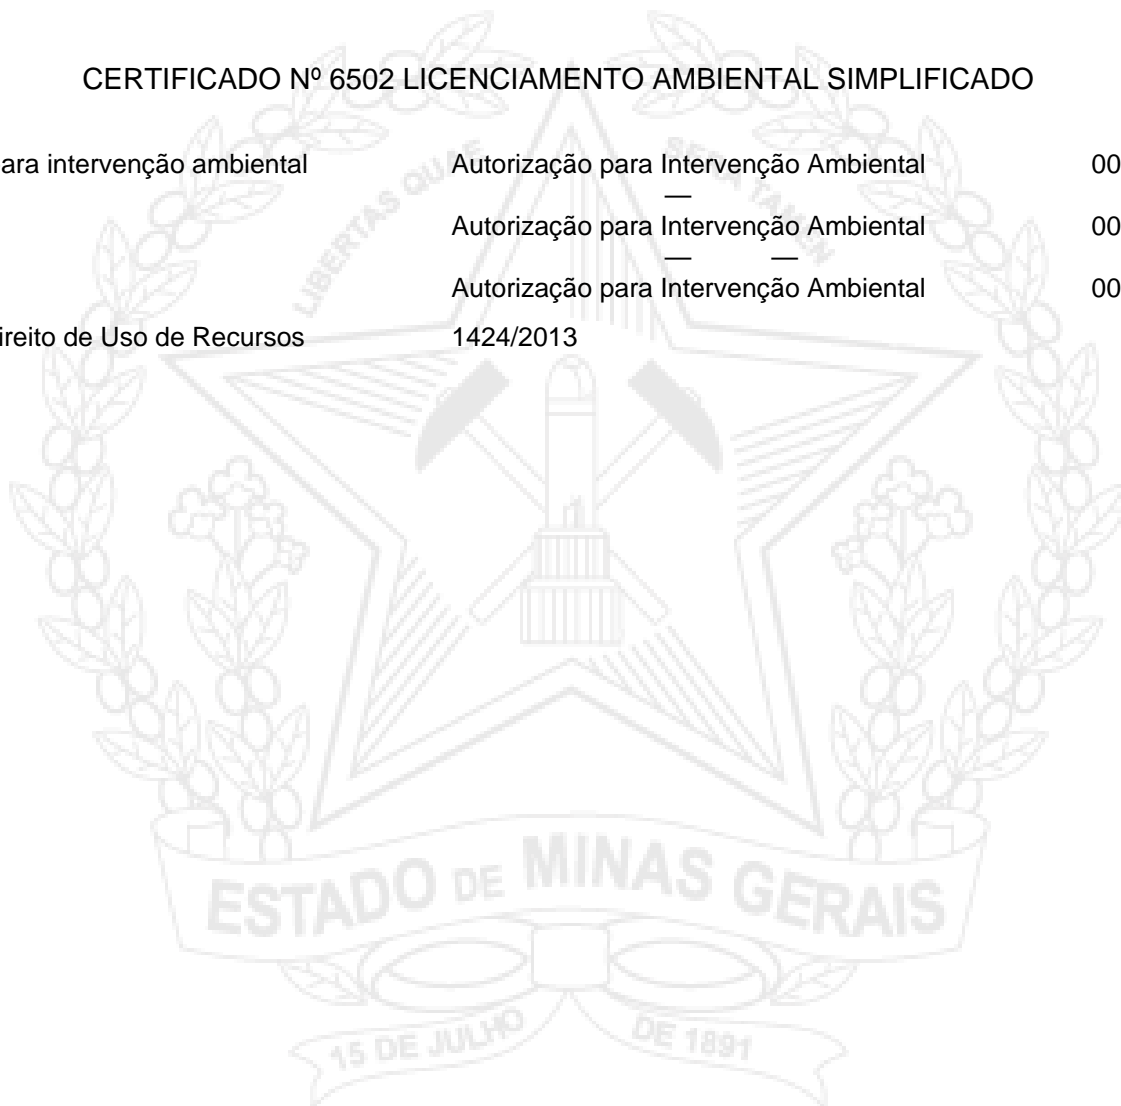 CERTIFICADO Nº 6502 LICENCIAMENTO AMBIENTAL SIMPLIFICADO
ara intervenção ambiental Autorização para Intervenção Ambiental 00
—
Autorização para Intervenção Ambiental 00
— —
Autorização para Intervenção Ambiental 00
ireito de Uso de Recursos 1424/2013
LIBERTAS QUAE SERA TAMEN
ESTADO DE MINAS GERAIS
15 DE JULHO DE 1891